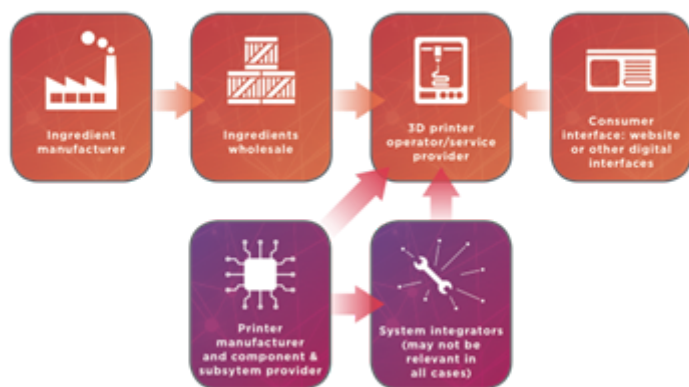 Ingredient
manufacturer
Ingredients
wholesale
3D printer
operator/service
provider
Consumer
interface: website
or other digital
interfaces
Printer
manufacturer
and component &
subsytem provider
System integrators
(may not be
relevant in
all cases)